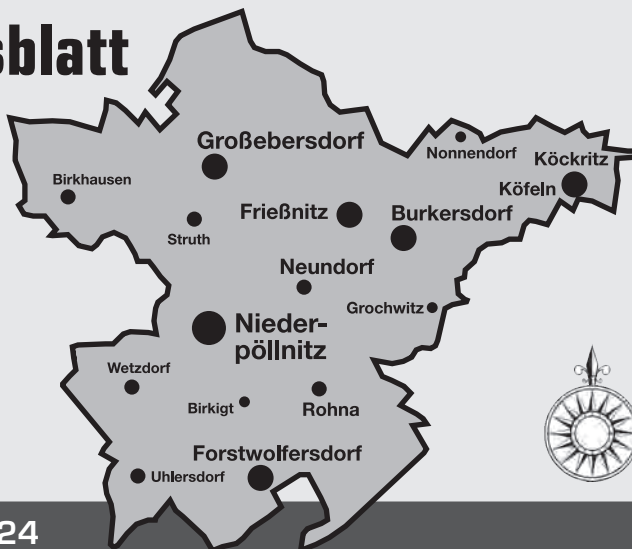 sblatt
Großebersdorf
Nonnendorf
Köckritz
Birkhausen
Köfeln
Frießnitz
Burkersdorf
Struth
Neundorf
Grochwitz
Nieder-
pöllnitz
Wetzdorf
Birkigt
Rohna
Forstwolfersdorf
Uhlersdorf
24